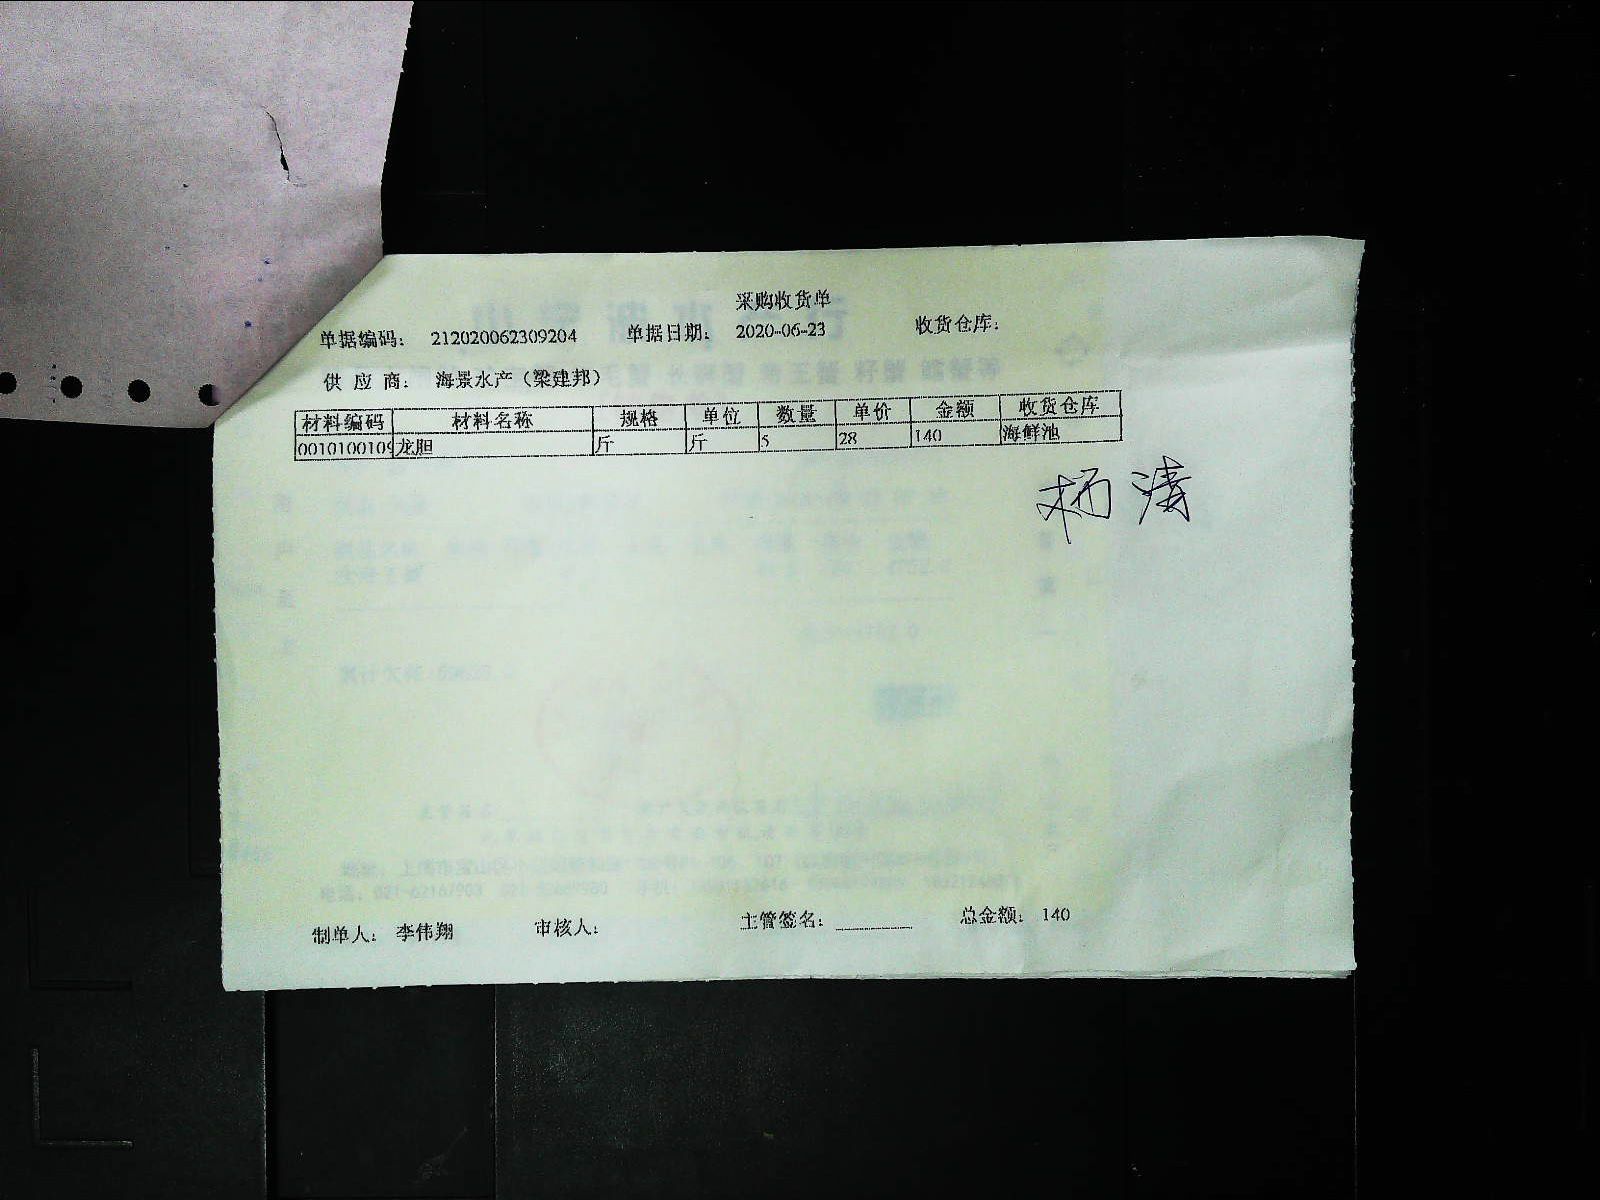 采购收货单
单据编码： 212020062309204 单据日期： 2020-06-23 收货仓库：
供 应 商： 海景水产（梁建邦）
材料编码 材料名称 规格 单位 数量 单价 金额 收货仓库
0010100109 龙胆 斤 斤 5 28 140 海鲜池
制单人： 李伟翔 审核人： 主管签名：________ 总金额： 140